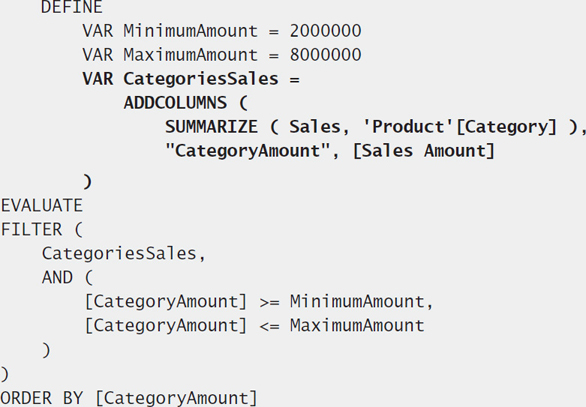 DEFINE
VAR MinimumAmount = 2000000
VAR MaximumAmount = 8000000
VAR CategoriesSales =
ADDCOLUMNS (
SUMMARIZE ( Sales, 'Product'[Category] ),
"CategoryAmount", [Sales Amount]
)
EVALUATE
FILTER (
CategoriesSales,
AND (
[CategoryAmount] >= MinimumAmount,
[CategoryAmount] <= MaximumAmount
)
)
ORDER BY [CategoryAmount]